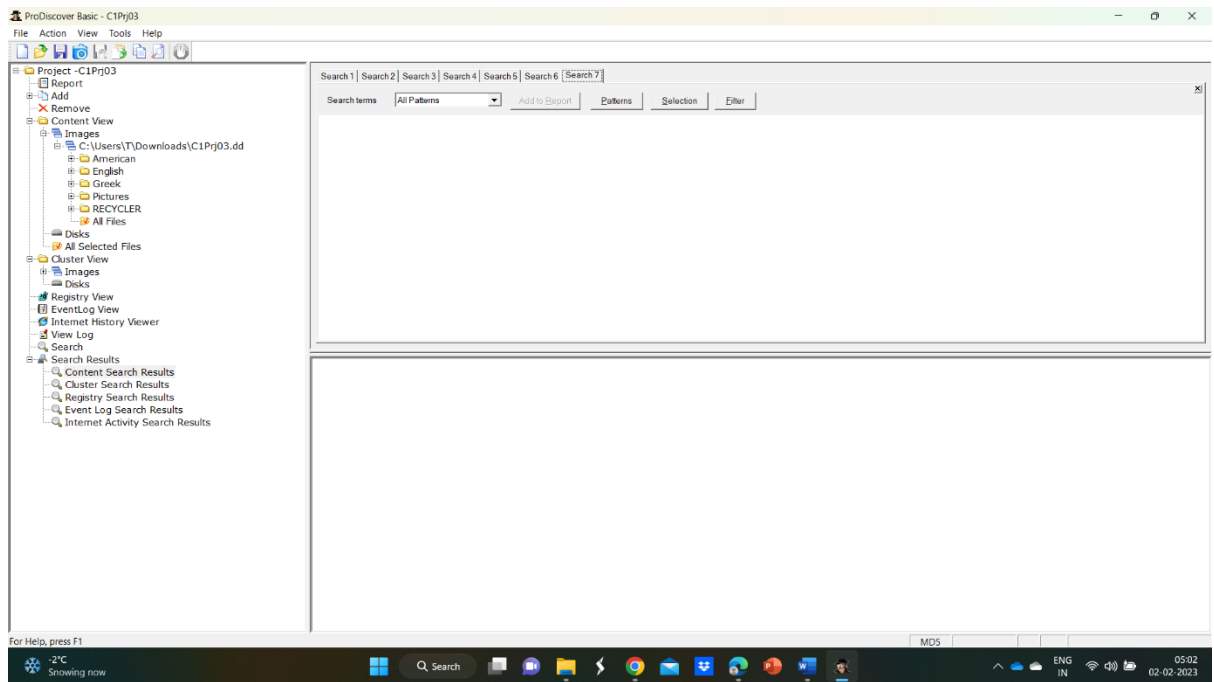 ProDiscover Basic - C1Prj03
File Action View Tools Help
Project -C1Prj03
Report
Add
Remove
Content View
Images
C:\Users\T\Downloads\C1Prj03.dd
American
English
Greek
Pictures
RECYCLER
All Files
Disks
All Selected Files
Cluster View
Images
Disks
Registry View
EventLog View
Internet History Viewer
View Log
Search
Search Results
Content Search Results
Cluster Search Results
Registry Search Results
Event Log Search Results
Internet Activity Search Results
Search 1 Search 2 Search 3 Search 4 Search 5 Search 6 Search 7
Search terms All Patterns Add to Report Patterns Selection Filter
For Help, press F1 MD5
-2°C
Snowing now
Search
ENG
IN
05:02
02-02-2023